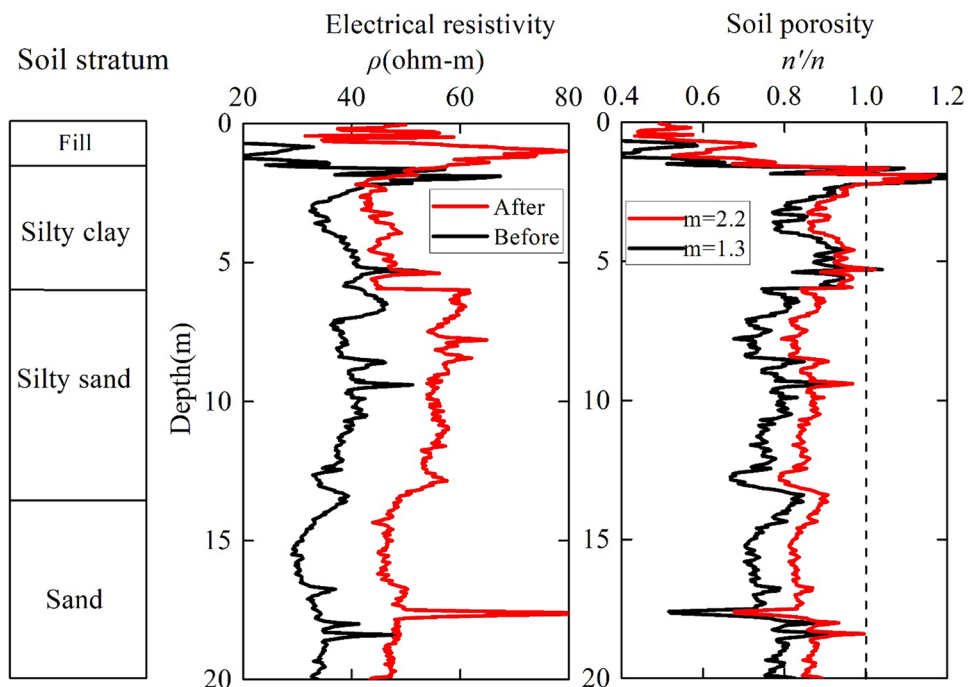 Soil stratum
Fill
Silty clay
Silty sand
Sand
Electrical resistivity
ρ(ohm-m)
20 40 60 80
Depth(m)
0
5
10
15
20
After
Before
Soil porosity
n'/n
0.4 0.6 0.8 1.0 1.2
0
5
10
15
20
m=2.2
m=1.3